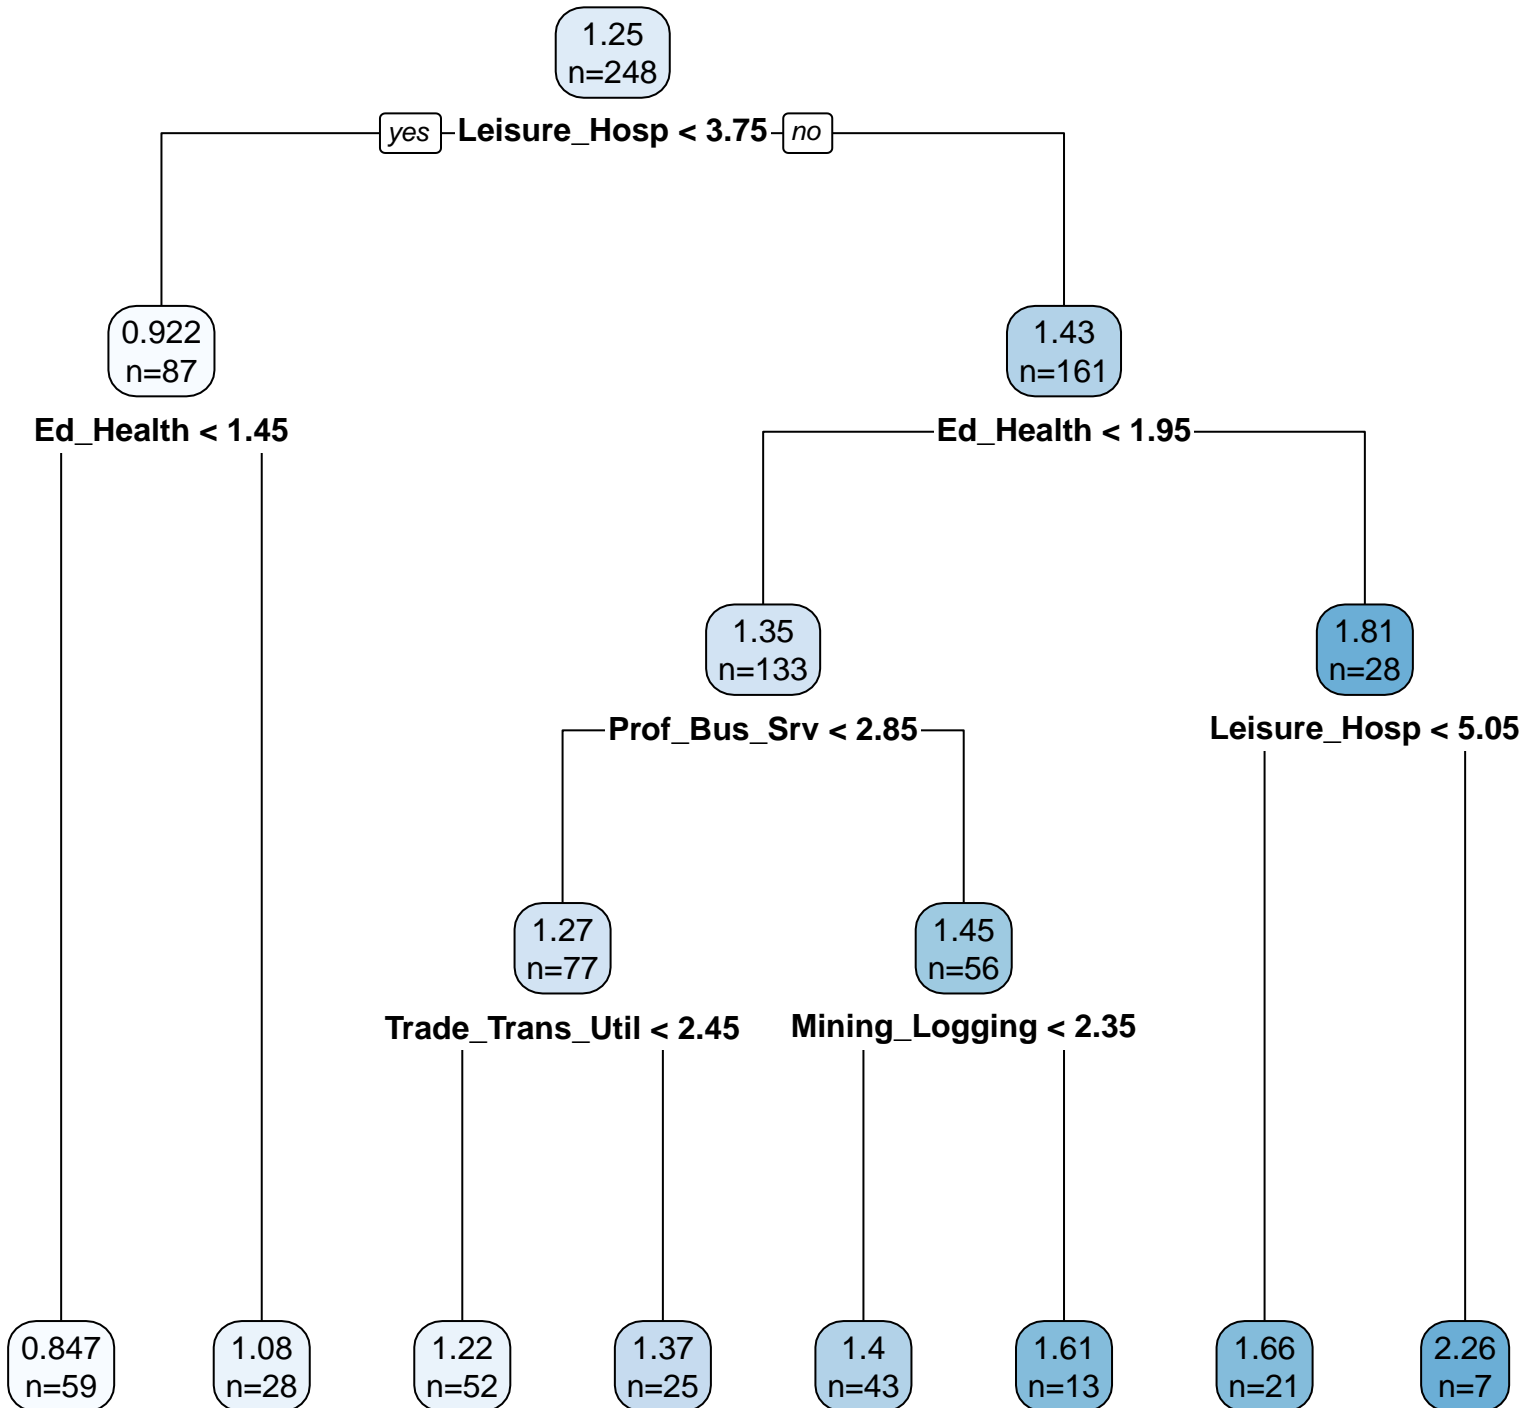 1.25
n=248
yes Leisure_Hosp < 3.75 no
0.922
n=87
1.43
n=161
Ed_Health < 1.45
Ed_Health < 1.95
1.35
n=133
1.81
n=28
Prof_Bus_Srv < 2.85
Leisure_Hosp < 5.05
1.27
n=77
1.45
n=56
Trade_Trans_Util < 2.45
Mining_Logging < 2.35
0.847
n=59
1.08
n=28
1.22
n=52
1.37
n=25
1.4
n=43
1.61
n=13
1.66
n=21
2.26
n=7